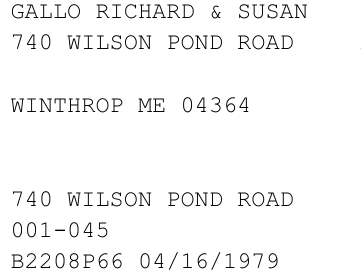 GALLO RICHARD & SUSAN
740 WILSON POND ROAD
WINTHROP ME 04364
740 WILSON POND ROAD
001-045
B2208P66 04/16/1979